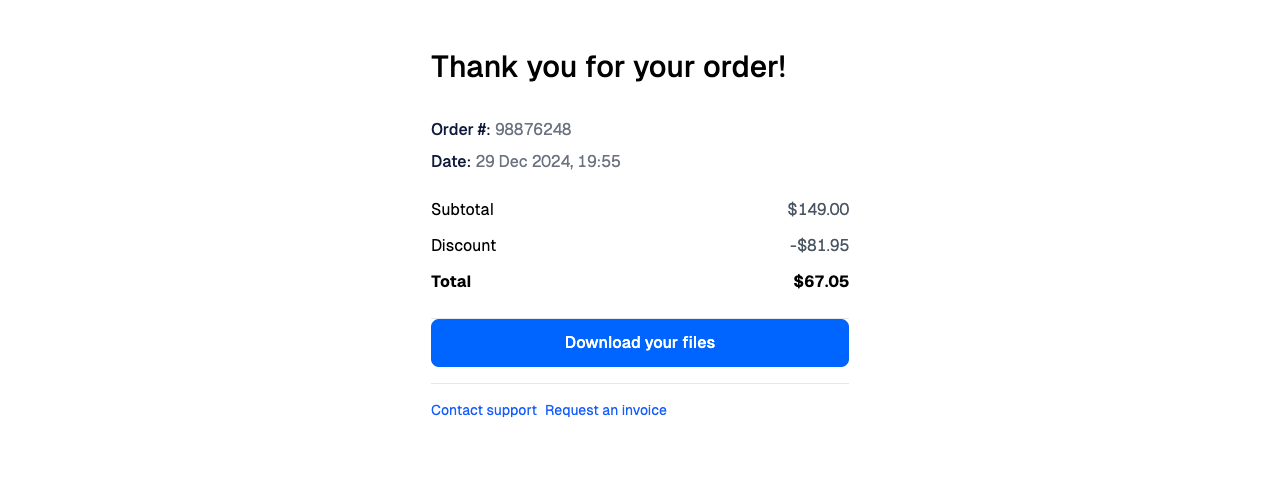 Thank you for your order!
Order #: 98876248
Date: 29 Dec 2024, 19:55
Subtotal $149.00
Discount -$81.95
Total $67.05
Download your files
Contact support Request an invoice